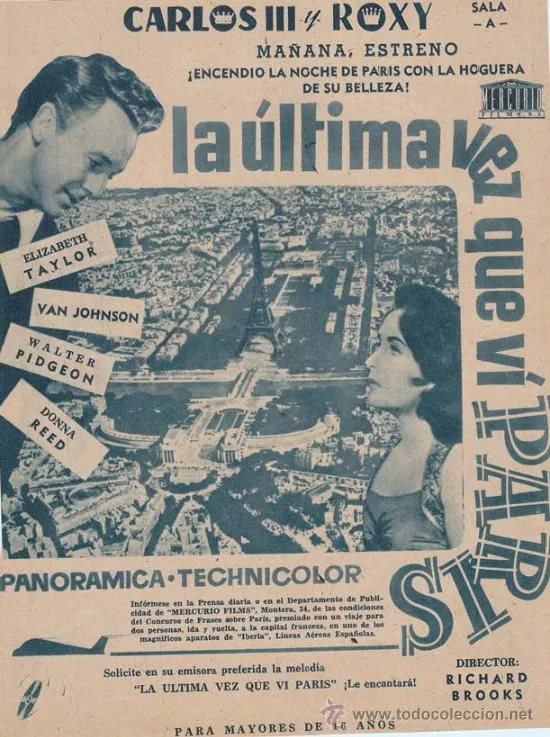 CARLOS III y ROXY
SALA
-A-
MAÑANA, ESTRENO
¡ENCENDIO LA NOCHE DE PARIS CON LA HOGUERA
DE SU BELLEZA!
MERCURIO
FILMS S.A.
la última vez que ví PARIS
ELIZABETH
TAYLOR
VAN JOHNSON
WALTER
PIDGEON
DONNA
REED
PANORAMICA·TECHNICOLOR
Infórmese en la Prensa diaria o en el Departamento de Publi-
cidad de "MERCURIO FILMS", Montera, 34, de las condiciones
del Concurso de Frases sobre París, premiado con un viaje para
dos personas, ida y vuelta, a la capital francesa, en uno de los
magníficos aparatos de "Iberia", Líneas Aéreas Españolas.
Solicite en su emisora preferida la melodía
"LA ULTIMA VEZ QUE VI PARIS" ¡Le encantará!
DIRECTOR:
RICHARD
BROOKS
PARA MAYORES DE 16 AÑOS
www.todocoleccion.net